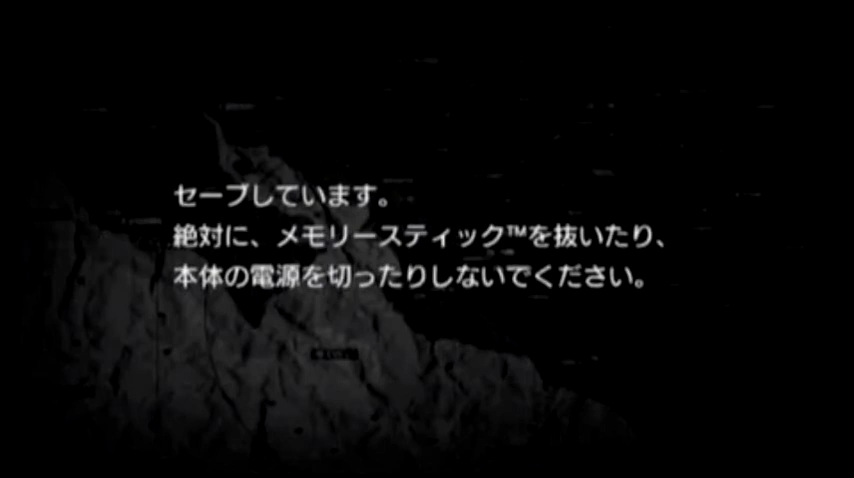 セーブしています。
絶対に、メモリースティック™を抜いたり、
本体の電源を切ったりしないでください。